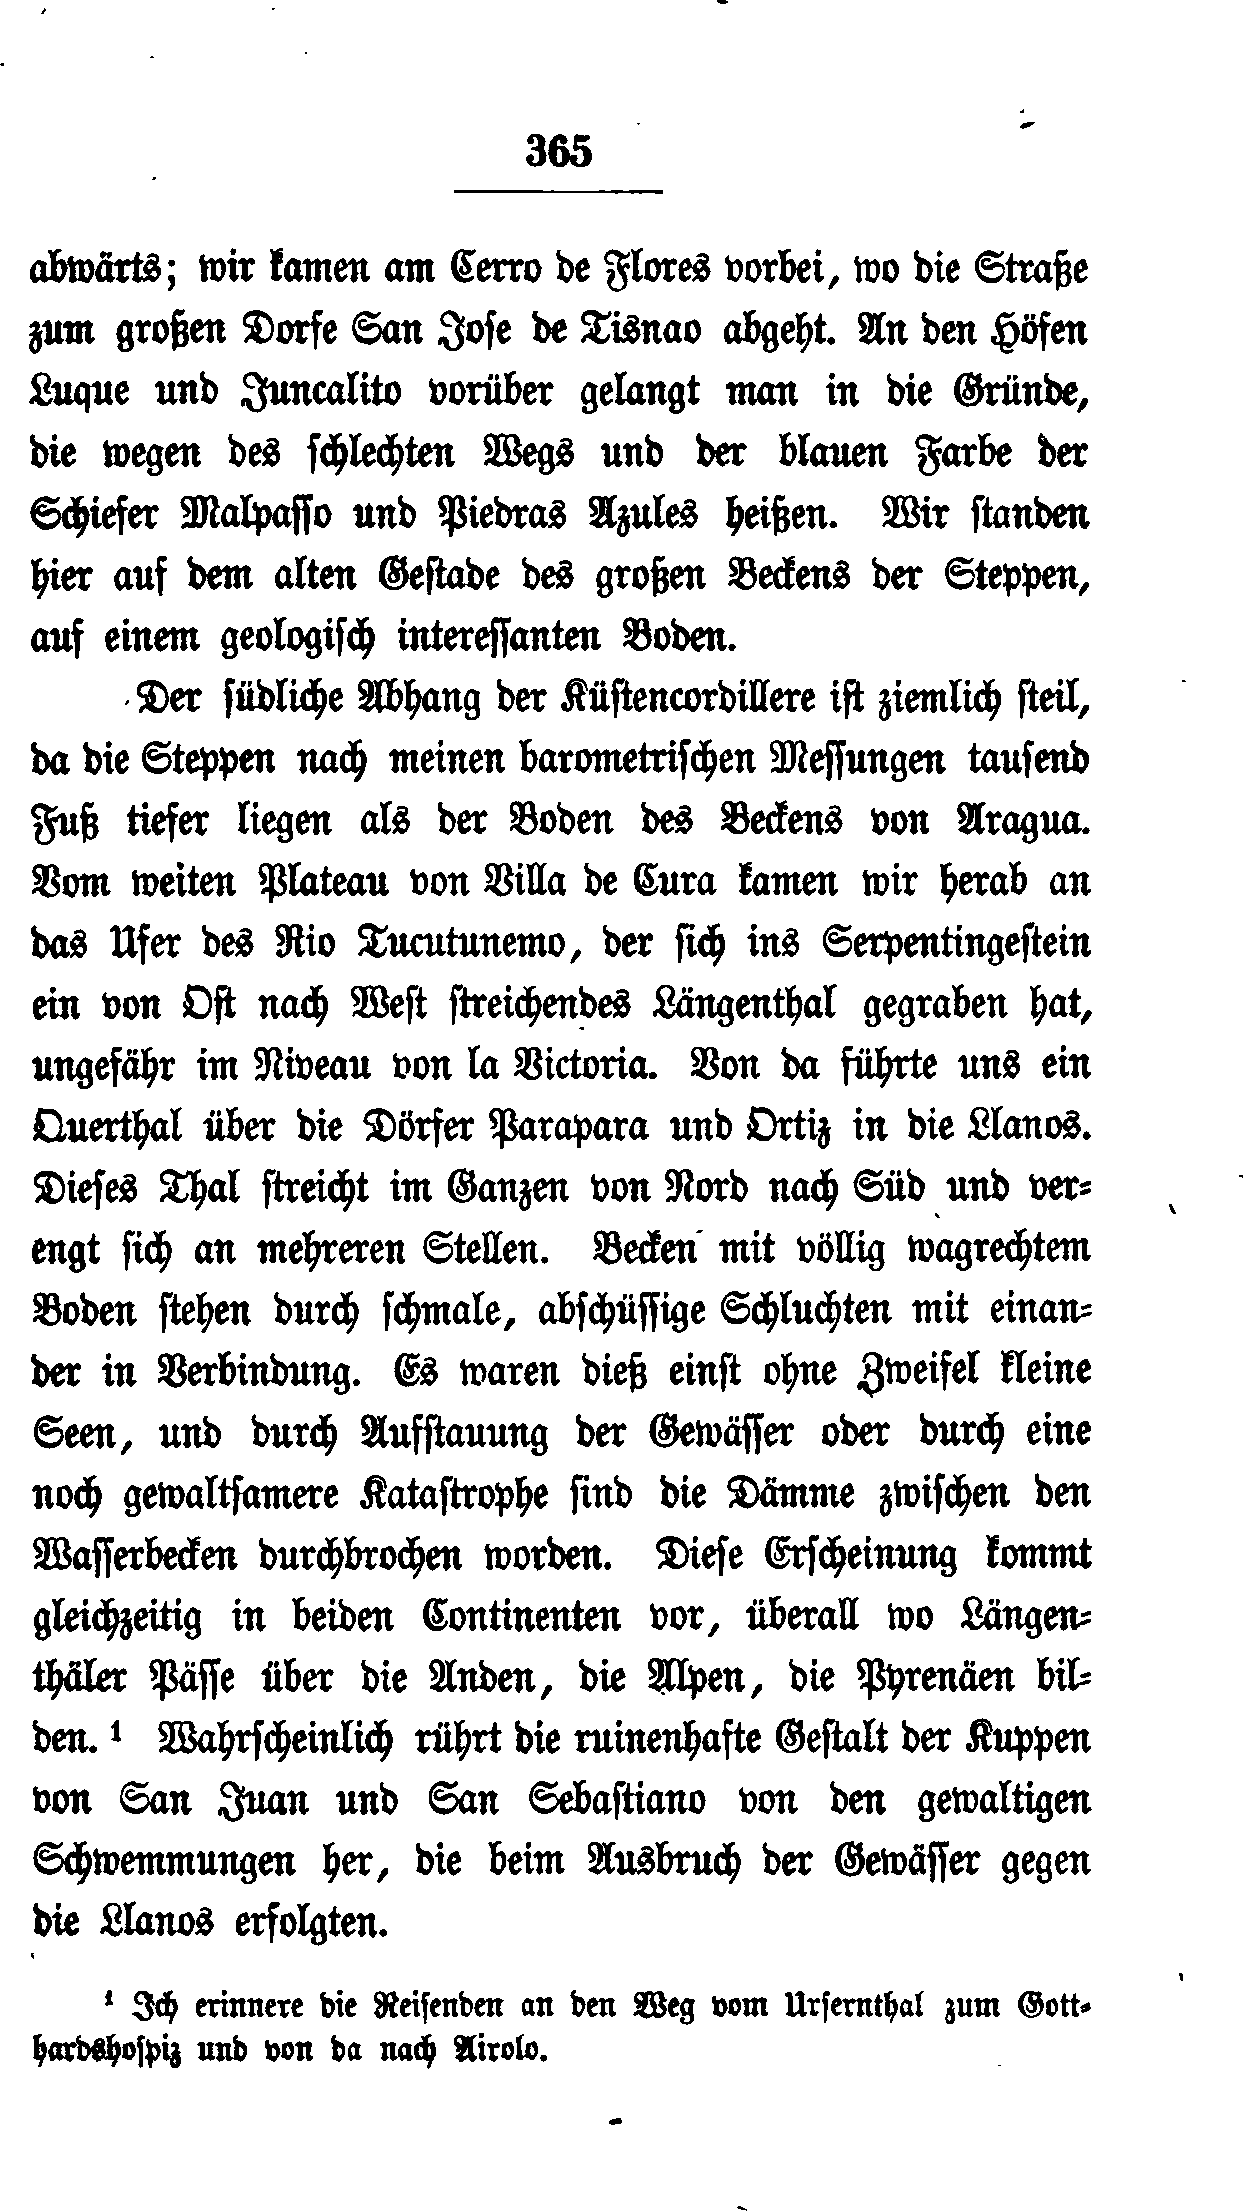 365
abwärts; wir kamen am Cerro de Flores vorbei, wo die Straße
zum großen Dorfe San Jose de Tisnao abgeht. An den Höfen
Luque und Juncalito vorüber gelangt man in die Gründe,
die wegen des schlechten Wegs und der blauen Farbe der
Schiefer Malpasso und Piedras Azules heißen. Wir standen
hier auf dem alten Gestade des großen Beckens der Steppen,
auf einem geologisch interessanten Boden.
Der südliche Abhang der Küstencordillere ist ziemlich steil,
da die Steppen nach meinen barometrischen Messungen tausend
Fuß tiefer liegen als der Boden des Beckens von Aragua.
Vom weiten Plateau von Villa de Cura kamen wir herab an
das Ufer des Rio Tucutunemo, der sich ins Serpentingestein
ein von Ost nach West streichendes Längenthal gegraben hat,
ungefähr im Niveau von la Victoria. Von da führte uns ein
Querthal über die Dörfer Parapara und Ortiz in die Llanos.
Dieses Thal streicht im Ganzen von Nord nach Süd und ver-
engt sich an mehreren Stellen. Becken mit völlig wagrechtem
Boden stehen durch schmale, abschüssige Schluchten mit einan-
der in Verbindung. Es waren dieß einst ohne Zweifel kleine
Seen, und durch Aufstauung der Gewässer oder durch eine
noch gewaltsamere Katastrophe sind die Dämme zwischen den
Wasserbecken durchbrochen worden. Diese Erscheinung kommt
gleichzeitig in beiden Continenten vor, überall wo Längen-
thäler Pässe über die Anden, die Alpen, die Pyrenäen bil-
den. ¹ Wahrscheinlich rührt die ruinenhafte Gestalt der Kuppen
von San Juan und San Sebastiano von den gewaltigen
Schwemmungen her, die beim Ausbruch der Gewässer gegen
die Llanos erfolgten.
¹ Ich erinnere die Reisenden an den Weg vom Ursernthal zum Gott-
hardshospiz und von da nach Airolo.